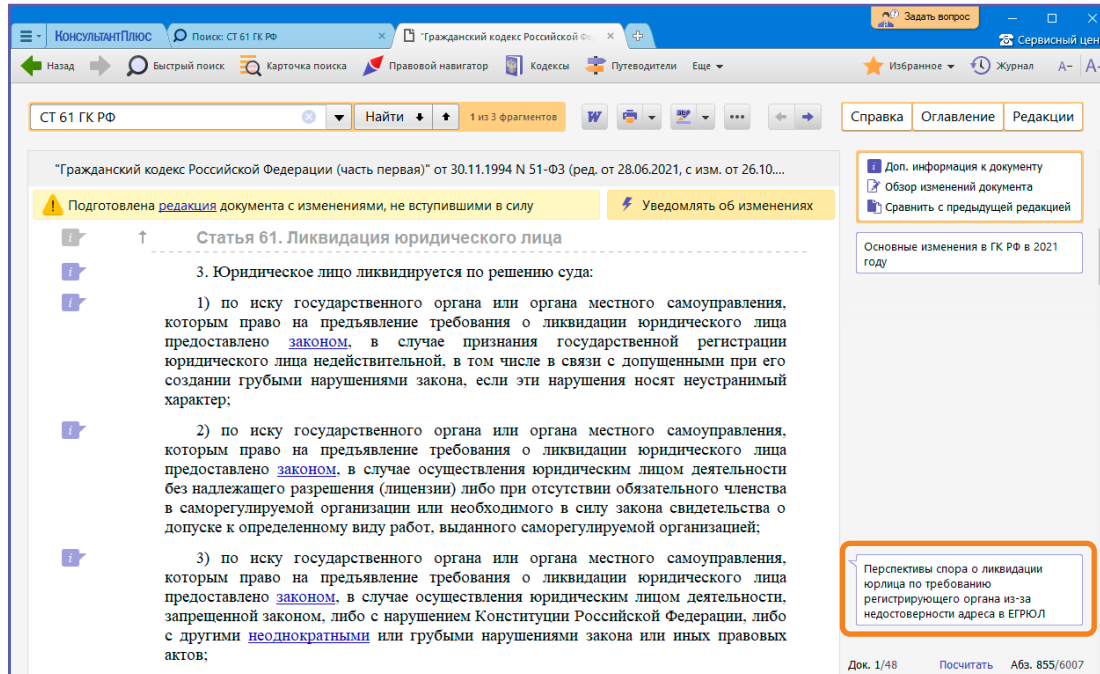 Задать вопрос
КонсультантПлюс
Поиск: СТ 61 ГК РФ
"Гражданский кодекс Российской Фе
Сервисный цен
Назад
Быстрый поиск
Карточка поиска
Правовой навигатор
Кодексы
Путеводители
Еще
Избранное
Журнал
А−
А
СТ 61 ГК РФ
Найти
1 из 3 фрагментов
W
Справка
Оглавление
Редакции
"Гражданский кодекс Российской Федерации (часть первая)" от 30.11.1994 N 51-ФЗ (ред. от 28.06.2021, с изм. от 26.10....
Подготовлена редакция документа с изменениями, не вступившими в силу
Уведомлять об изменениях
i Доп. информация к документу
Обзор изменений документа
Сравнить с предыдущей редакцией
Основные изменения в ГК РФ в 2021
году
i
Статья 61. Ликвидация юридического лица
i
3. Юридическое лицо ликвидируется по решению суда:
i
1) по иску государственного органа или органа местного самоуправления,
которым право на предъявление требования о ликвидации юридического лица
предоставлено законом, в случае признания государственной регистрации
юридического лица недействительной, в том числе в связи с допущенными при его
создании грубыми нарушениями закона, если эти нарушения носят неустранимый
характер;
i
2) по иску государственного органа или органа местного самоуправления,
которым право на предъявление требования о ликвидации юридического лица
предоставлено законом, в случае осуществления юридическим лицом деятельности
без надлежащего разрешения (лицензии) либо при отсутствии обязательного членства
в саморегулируемой организации или необходимого в силу закона свидетельства о
допуске к определенному виду работ, выданного саморегулируемой организацией;
i
3) по иску государственного органа или органа местного самоуправления,
которым право на предъявление требования о ликвидации юридического лица
предоставлено законом, в случае осуществления юридическим лицом деятельности,
запрещенной законом, либо с нарушением Конституции Российской Федерации, либо
с другими неоднократными или грубыми нарушениями закона или иных правовых
актов;
Перспективы спора о ликвидации
юрлица по требованию
регистрирующего органа из-за
недостоверности адреса в ЕГРЮЛ
Док. 1/48
Посчитать
Абз. 855/6007